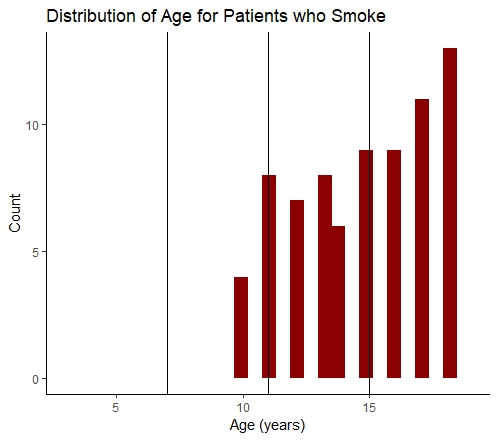 Distribution of Age for Patients who Smoke
10
5
0
Count
5 10 15
Age (years)